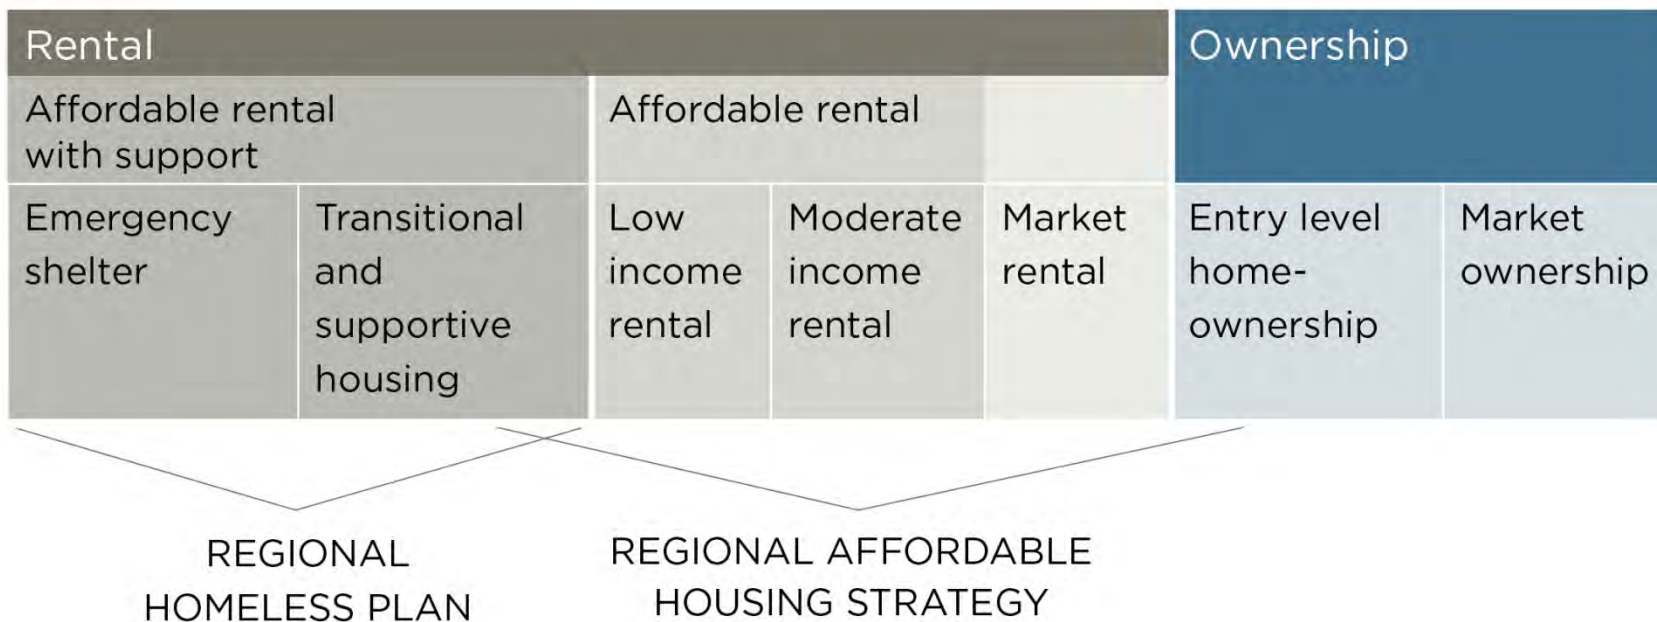 Rental
Ownership
Affordable rental
with support
Affordable rental
Emergency
shelter
Transitional
and
supportive
housing
Low
income
rental
Moderate
income
rental
Market
rental
Entry level
home-
ownership
Market
ownership
REGIONAL
HOMELESS PLAN
REGIONAL AFFORDABLE
HOUSING STRATEGY